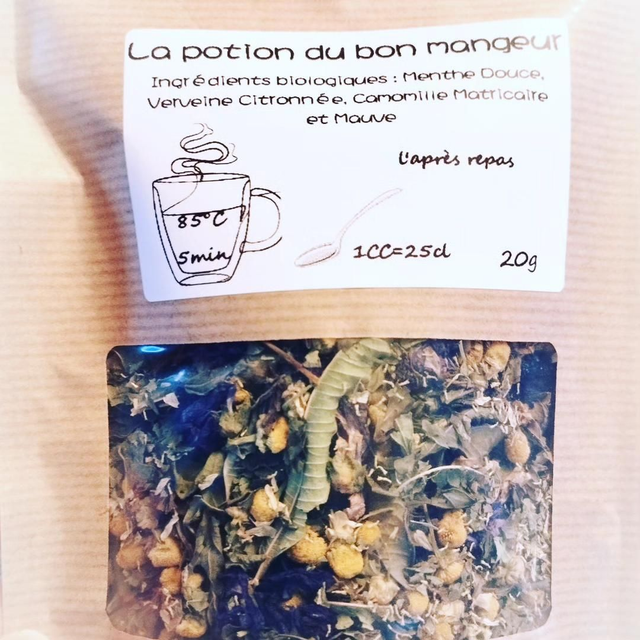 La potion du bon mangeur
Ingrédients biologiques : Menthe Douce,
Verveine Citronnée, Camomille Matricaire
et Mauve
l'après repas
85°C
5min
1CC=25cl
20g